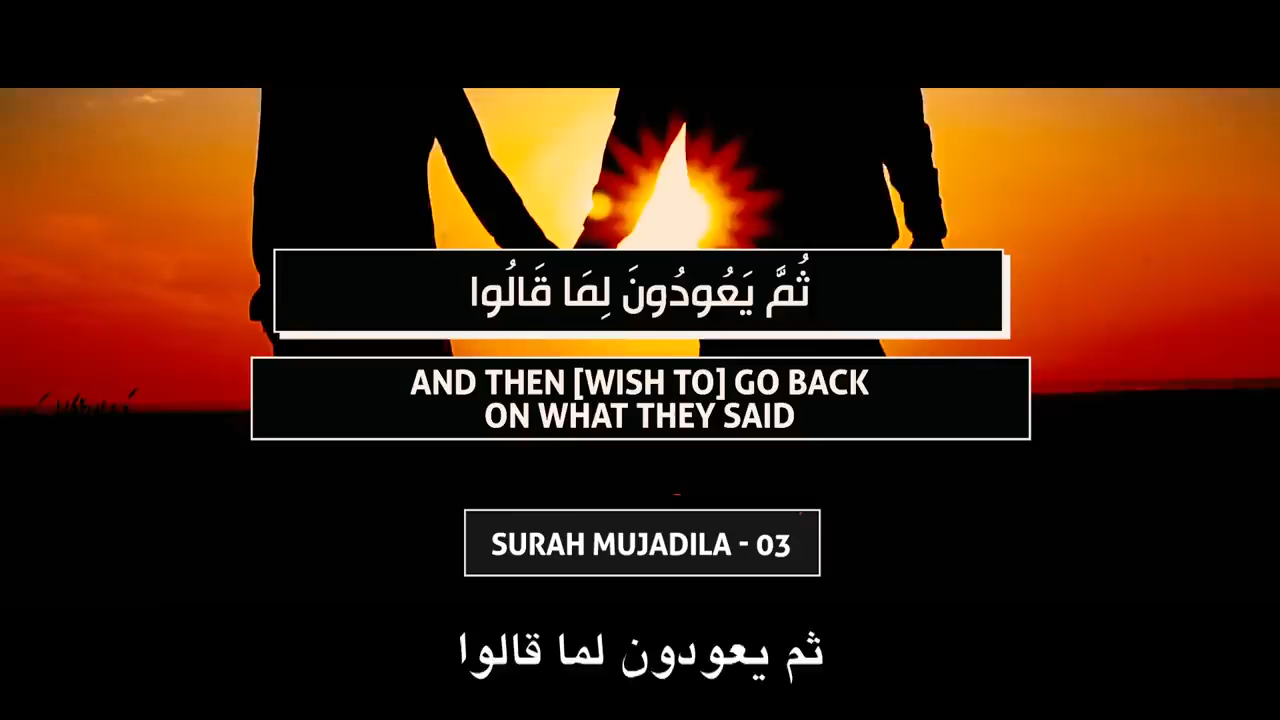 ثُمَّ يَعُودُونَ لِمَا قَالُوا
AND THEN [WISH TO] GO BACK
ON WHAT THEY SAID
SURAH MUJADILA - 03
ثم يعودون لما قالوا